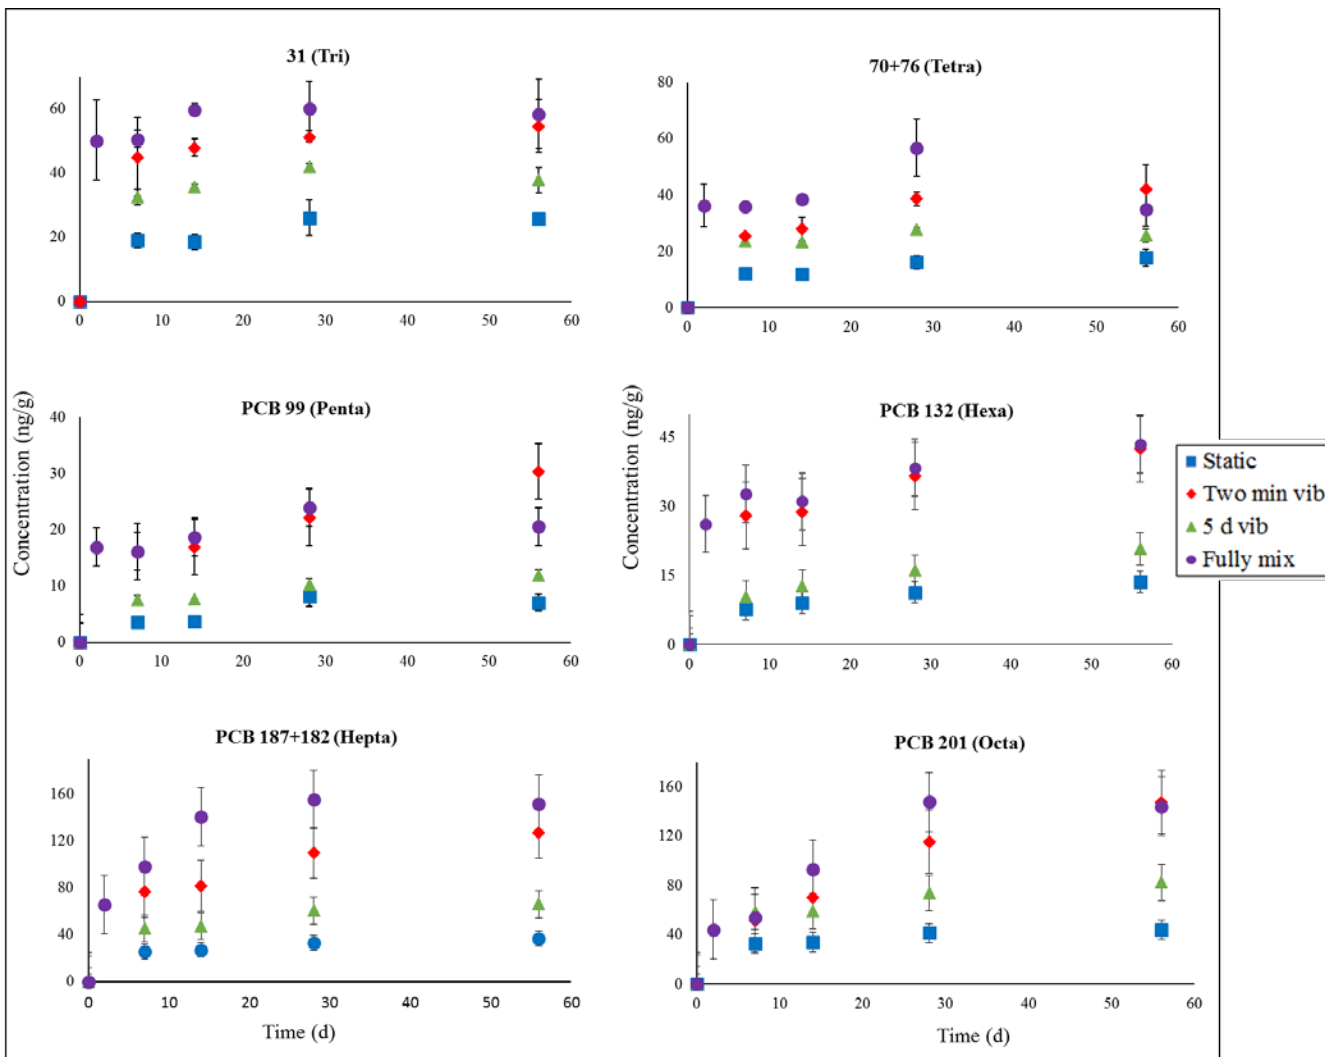 31 (Tri)
60
40
20
0
0 10 20 30 40 50 60
70+76 (Tetra)
80
60
40
20
0
0 10 20 30 40 50 60
Concentration (ng/g)
PCB 99 (Penta)
40
30
20
10
0
0 10 20 30 40 50 60
Concentration (ng/g)
PCB 132 (Hexa)
45
30
15
0
0 10 20 30 40 50 60
Static
Two min vib
5 d vib
Fully mix
PCB 187+182 (Hepta)
160
120
80
40
0
0 10 20 30 40 50 60
Time (d)
PCB 201 (Octa)
160
120
80
40
0
0 10 20 30 40 50 60
Time (d)